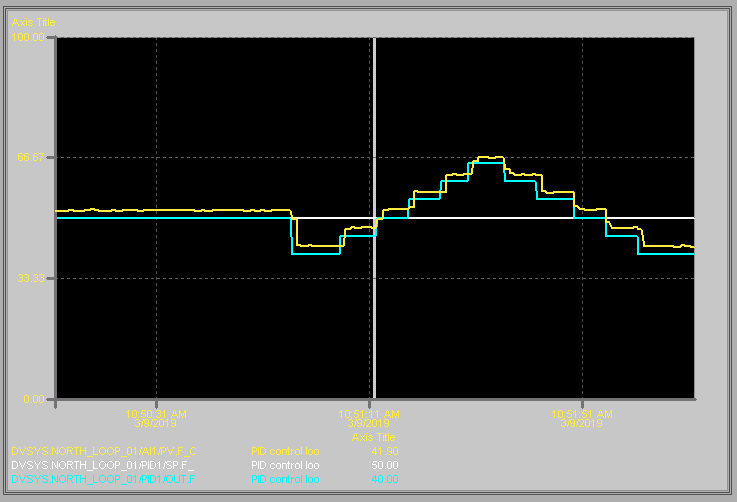 Axis Title
100.00
66.67
33.33
0.00
10:50:31 AM 10:51:11 AM 10:51:51 AM
3/9/2019 3/9/2019 3/9/2019
Axis Title
DVSYS.NORTH_LOOP_01/AI1/PV.F_C PID control loo 41.90
DVSYS.NORTH_LOOP_01/PID1/SP.F_ PID control loo 50.00
DVSYS.NORTH_LOOP_01/PID1/OUT.F PID control loo 40.00